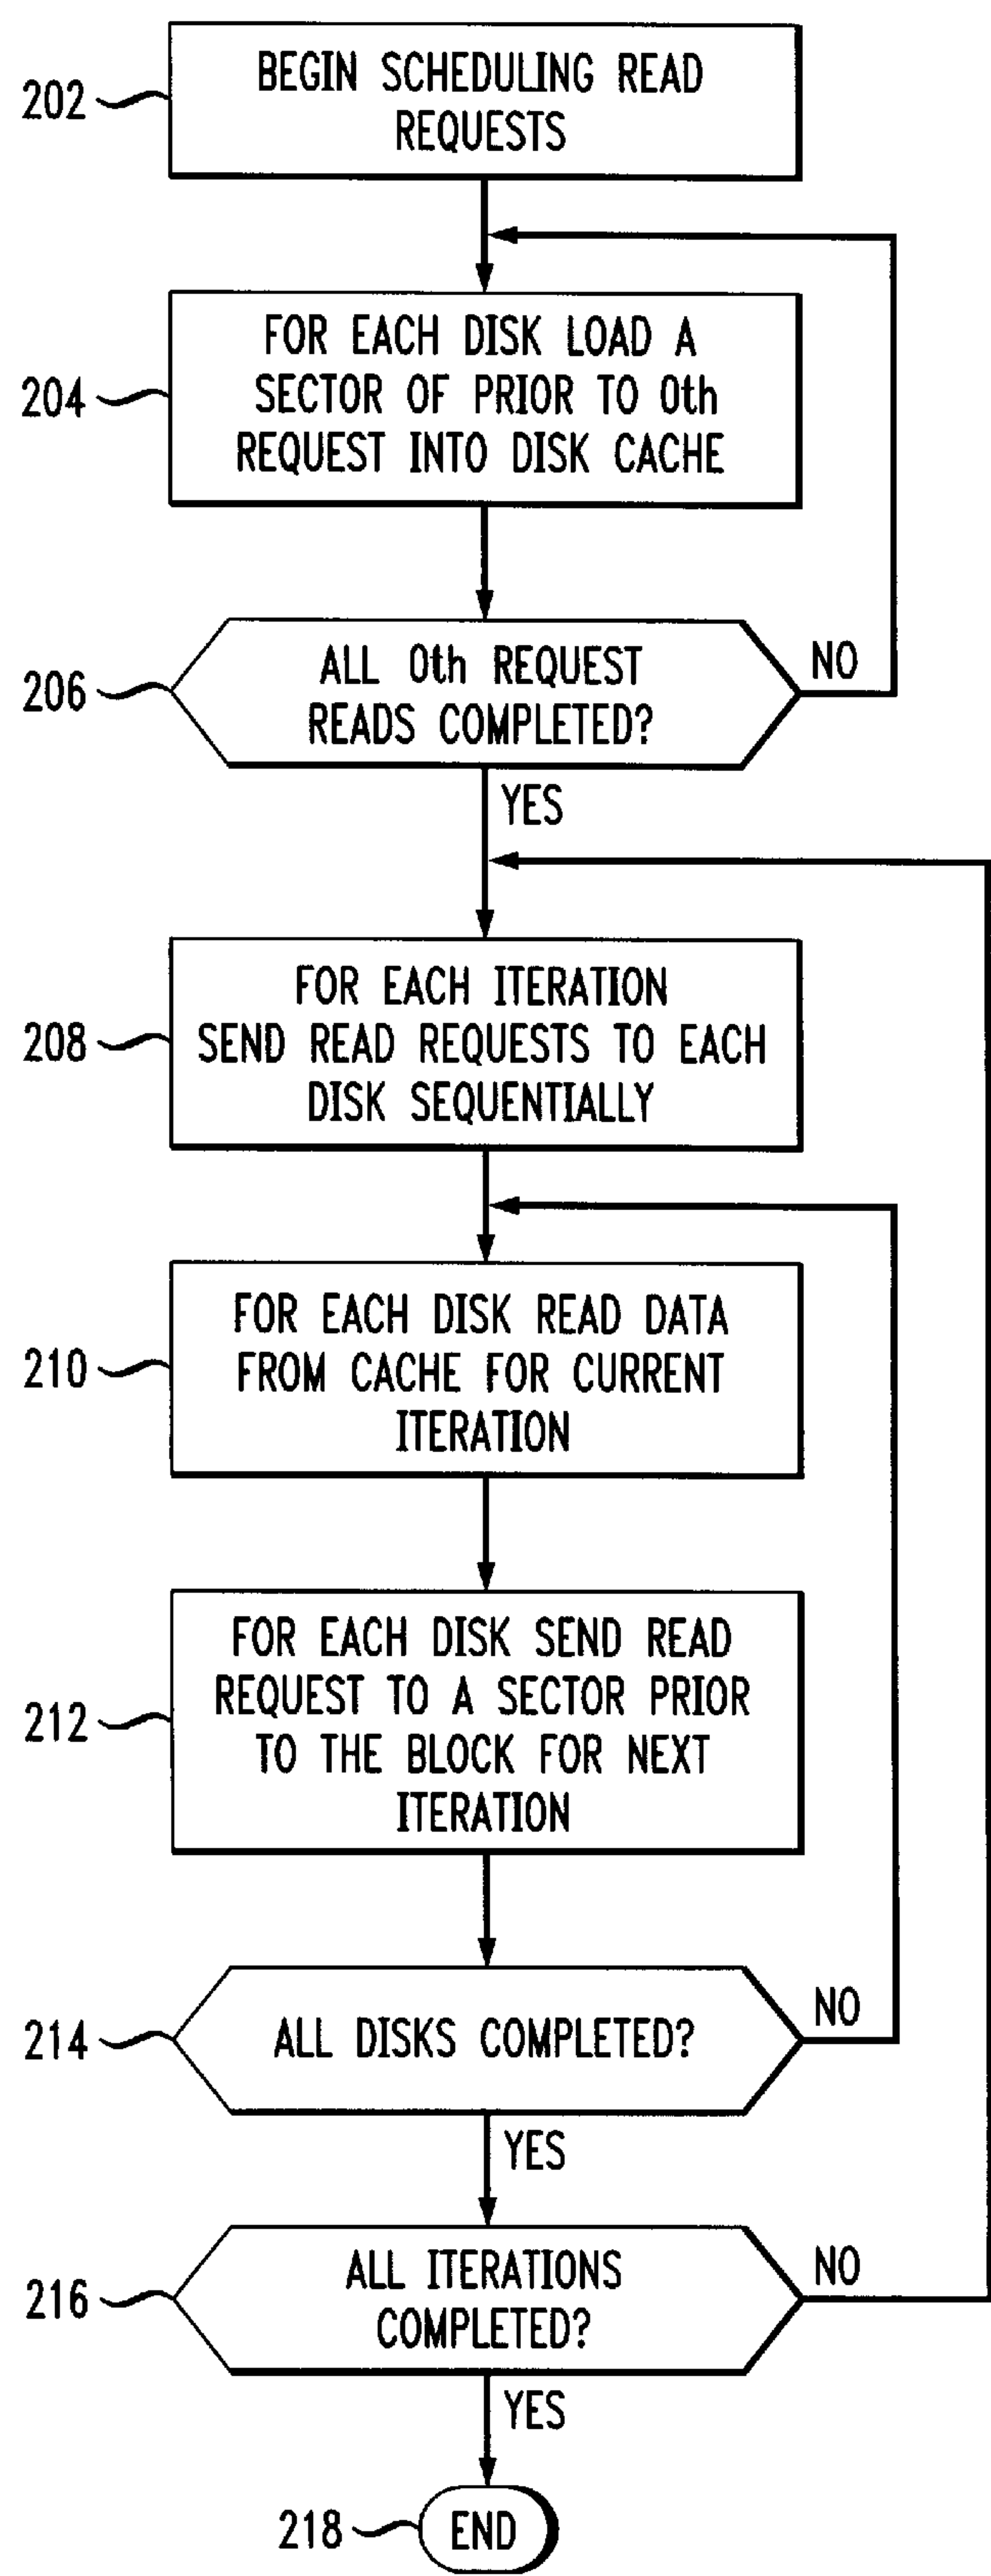 202
BEGIN SCHEDULING READ
REQUESTS
204
FOR EACH DISK LOAD A
SECTOR OF PRIOR TO 0th
REQUEST INTO DISK CACHE
206
ALL 0th REQUEST
READS COMPLETED?
NO
YES
208
FOR EACH ITERATION
SEND READ REQUESTS TO EACH
DISK SEQUENTIALLY
210
FOR EACH DISK READ DATA
FROM CACHE FOR CURRENT
ITERATION
212
FOR EACH DISK SEND READ
REQUEST TO A SECTOR PRIOR
TO THE BLOCK FOR NEXT
ITERATION
214
ALL DISKS COMPLETED?
NO
YES
216
ALL ITERATIONS
COMPLETED?
NO
YES
218
END